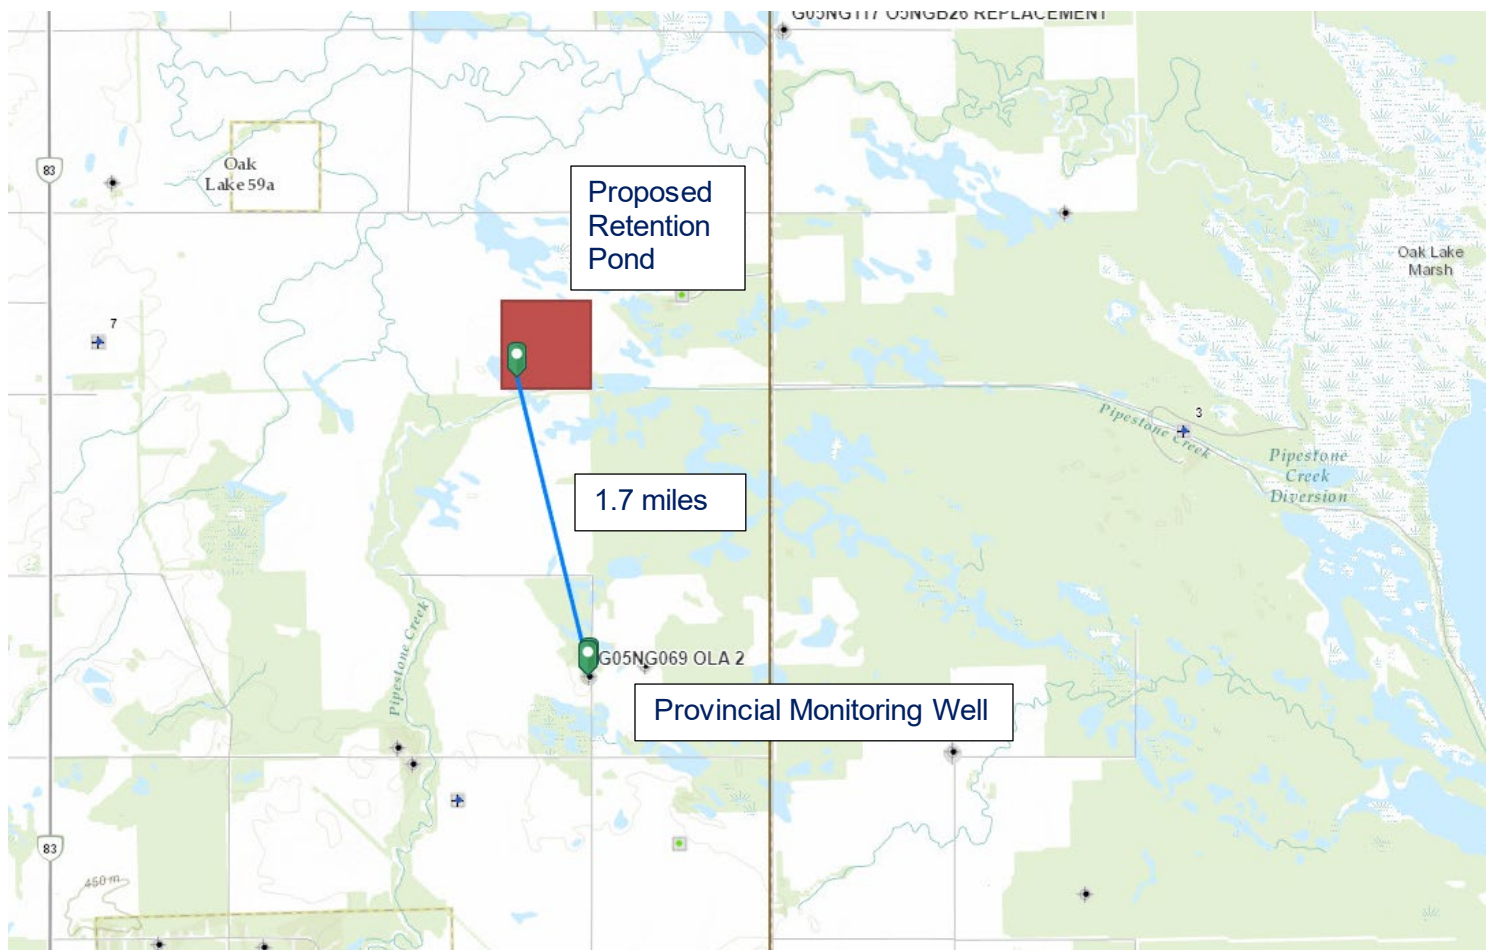 G05NG117 O5NGB26 REPLACEMENT
83
Oak
Lake 59a
Proposed
Retention
Pond
Oak Lake
Marsh
7
3
Pipestone Creek
Pipestone
Creek
Diversion
1.7 miles
Pipestone Creek
G05NG069 OLA 2
Provincial Monitoring Well
83
450 m